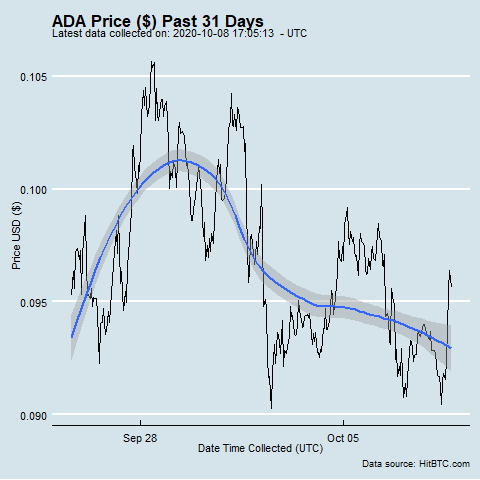 ADA Price ($) Past 31 Days
Latest data collected on: 2020-10-08 17:05:13  - UTC
0.105
0.100
0.095
0.090
Price USD ($)
Sep 28
Oct 05
Date Time Collected (UTC)
Data source: HitBTC.com